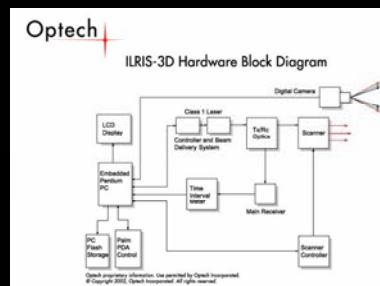 Optech
ILRIS-3D Hardware Block Diagram
Digital Camera
Class 1 Laser
LCD
Display
Tx/Rc
Optics
Scanner
Controller and Beam
Delivery System
Embedded
Pentium
PC
Time
Interval
Meter
Main Receiver
PC
Flash
Storage
Palm
PDA
Control
Scanner
Controller
Optech proprietary information. Use permitted by Optech Incorporated.
© Copyright 2002, Optech Incorporated. All rights reserved.